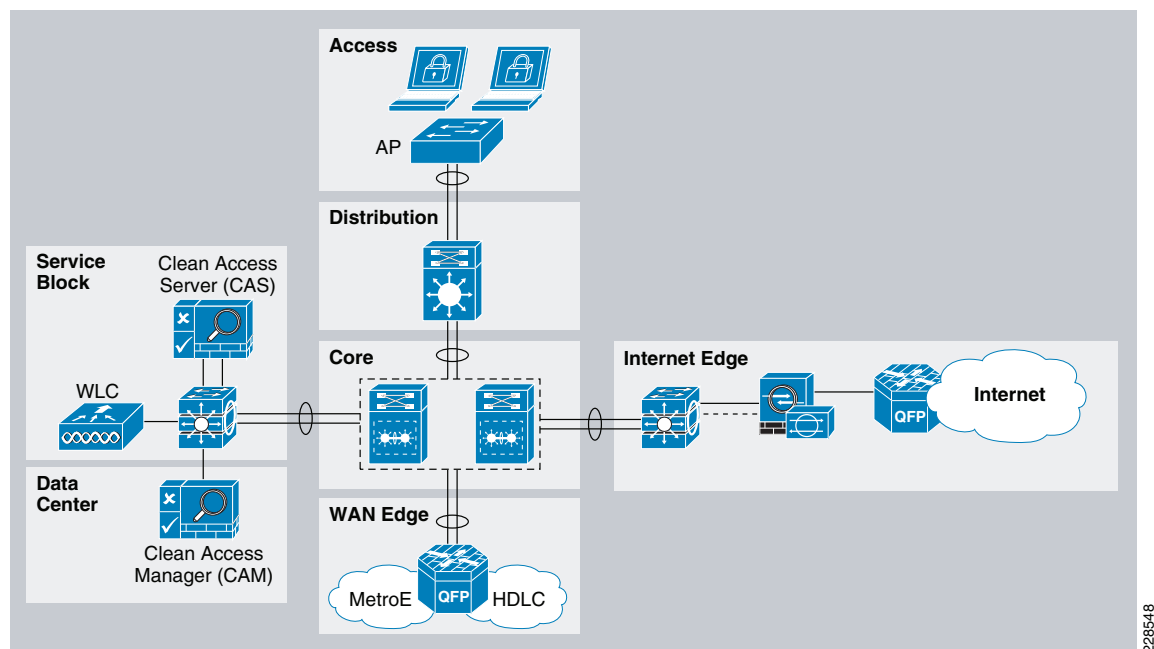 Access
AP
Distribution
Service
Block
Clean Access
Server (CAS)
WLC
Core
Internet Edge
Internet
QFP
Data
Center
Clean Access
Manager (CAM)
WAN Edge
MetroE
QFP
HDLC
228548